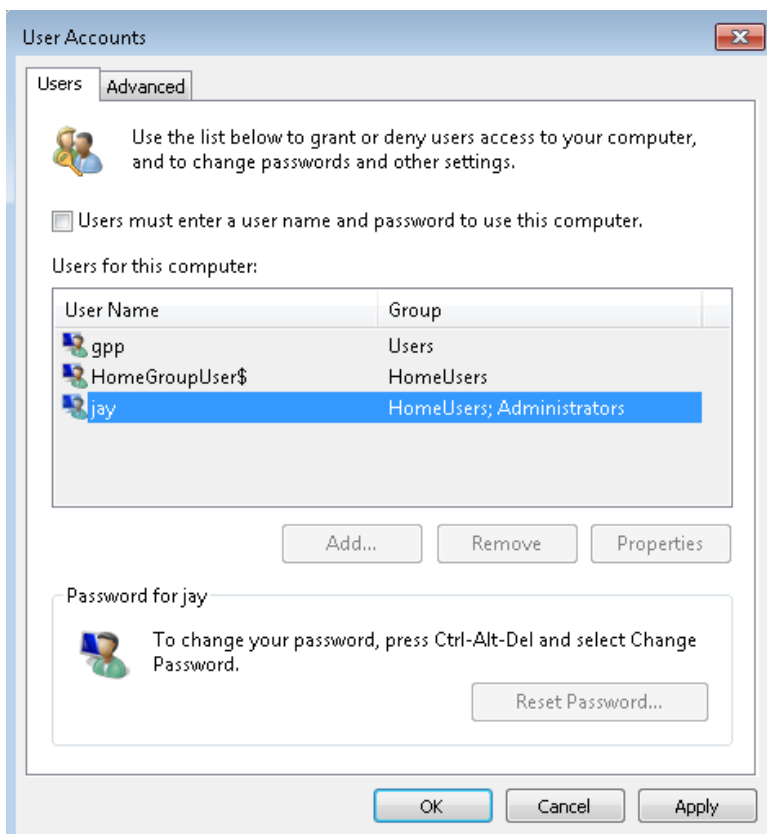 User Accounts
Users
Advanced
Use the list below to grant or deny users access to your computer,
and to change passwords and other settings.
Users must enter a user name and password to use this computer.
Users for this computer:
User Name Group
gpp Users
HomeGroupUser$ HomeUsers
jay HomeUsers; Administrators
Add... Remove Properties
Password for jay
To change your password, press Ctrl-Alt-Del and select Change
Password.
Reset Password...
OK Cancel Apply